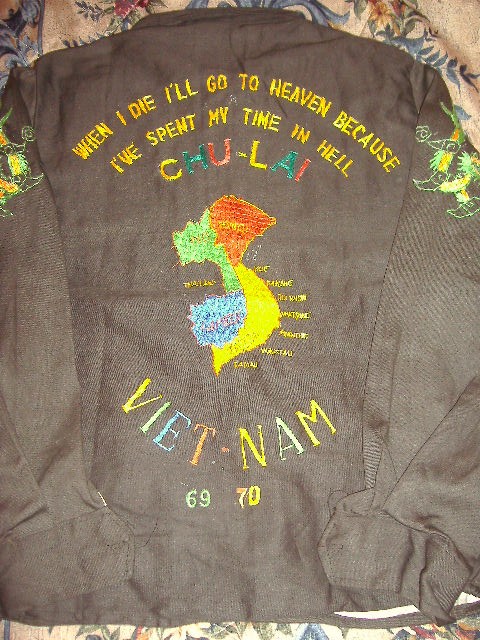 WHEN I DIE I'LL GO TO HEAVEN BECAUSE
I'VE SPENT MY TIME IN HELL
CHU-LAI
HUE
VIET-NAM
69 70